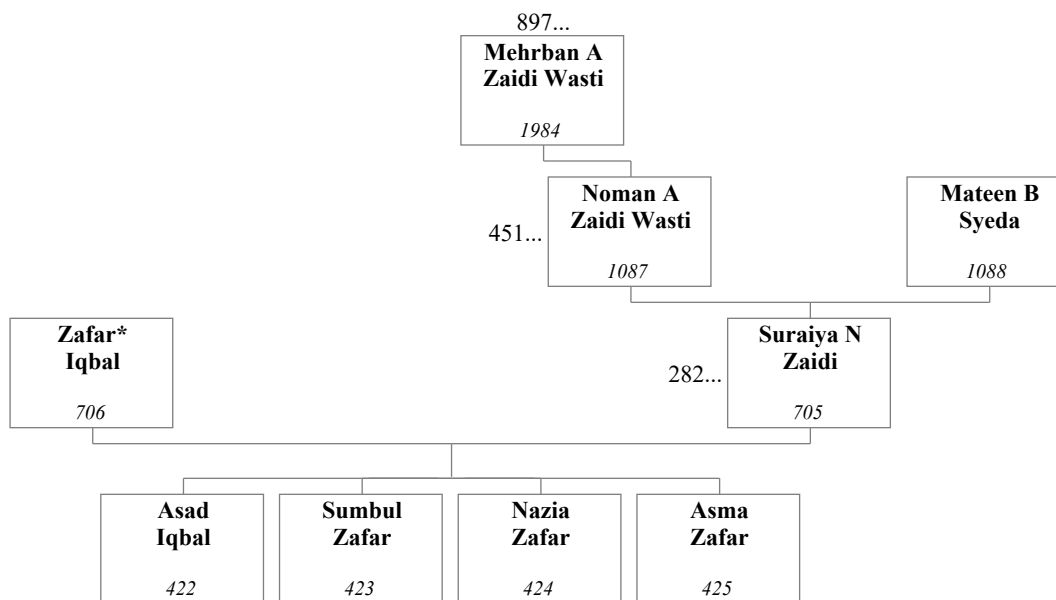 897...
Mehrban A
Zaidi Wasti
1984
Noman A
Zaidi Wasti
1087
451...
Mateen B
Syeda
1088
Zafar*
Iqbal
706
Suraiya N
Zaidi
705
282...
Asad
Iqbal
422
Sumbul
Zafar
423
Nazia
Zafar
424
Asma
Zafar
425